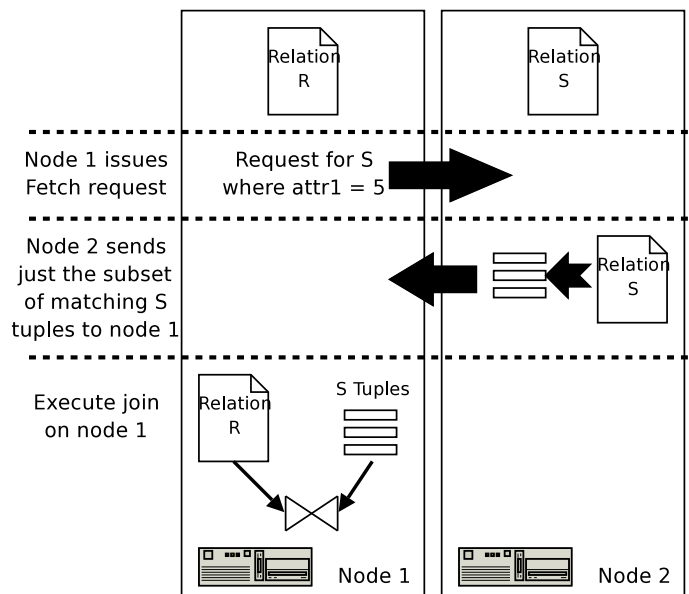 Relation
R
Relation
S
Node 1 issues
Fetch request
Request for S
where attr1 = 5
Node 2 sends
just the subset
of matching S
tuples to node 1
Relation
S
Execute join
on node 1
Relation
R
S Tuples
Node 1
Node 2